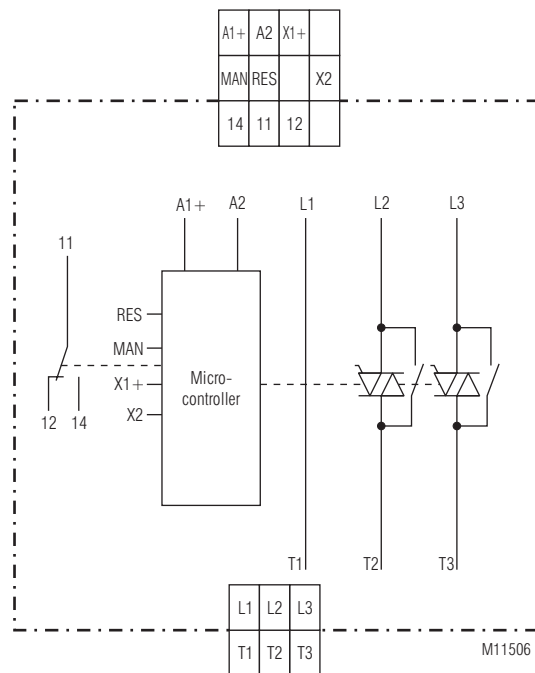 A1+ A2 X1+
MAN RES X2
14 11 12
A1+ A2 L1 L2 L3
11
RES
MAN
X1+
X2
Micro-
controller
12 14
T1 T2 T3
L1 L2 L3
T1 T2 T3
M11506